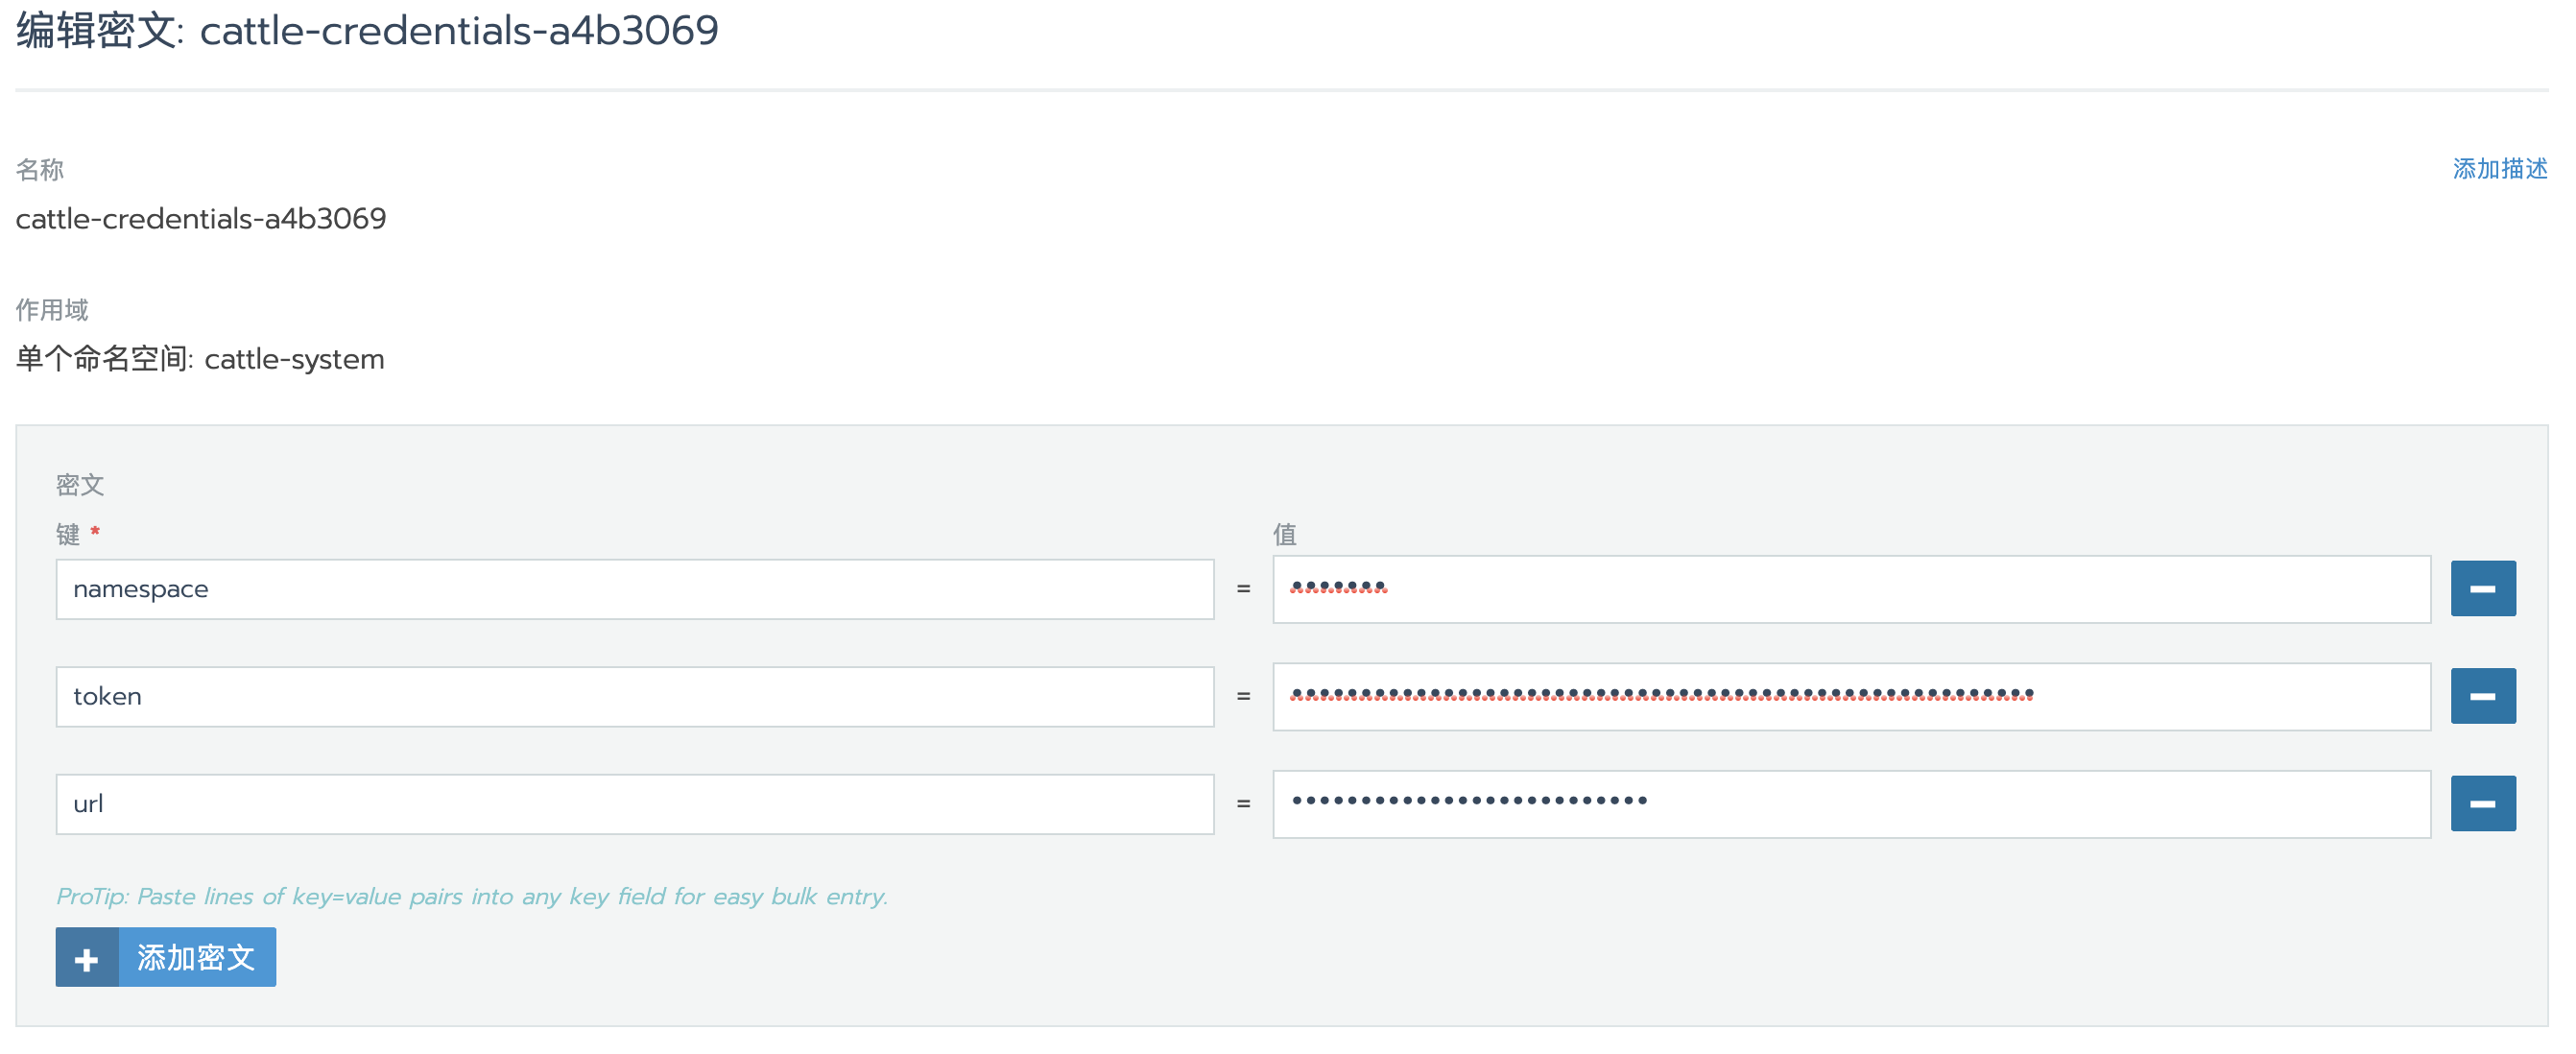 编辑密文: cattle-credentials-a4b3069
名称
添加描述
cattle-credentials-a4b3069
作用域
单个命名空间: cattle-system
密文
键 *
值
namespace = •••••••
token = ••••••••••••••••••••••••••••••••••••••••••••••••••••••
url = ••••••••••••••••••••••••••
ProTip: Paste lines of key=value pairs into any key field for easy bulk entry.
+ 添加密文